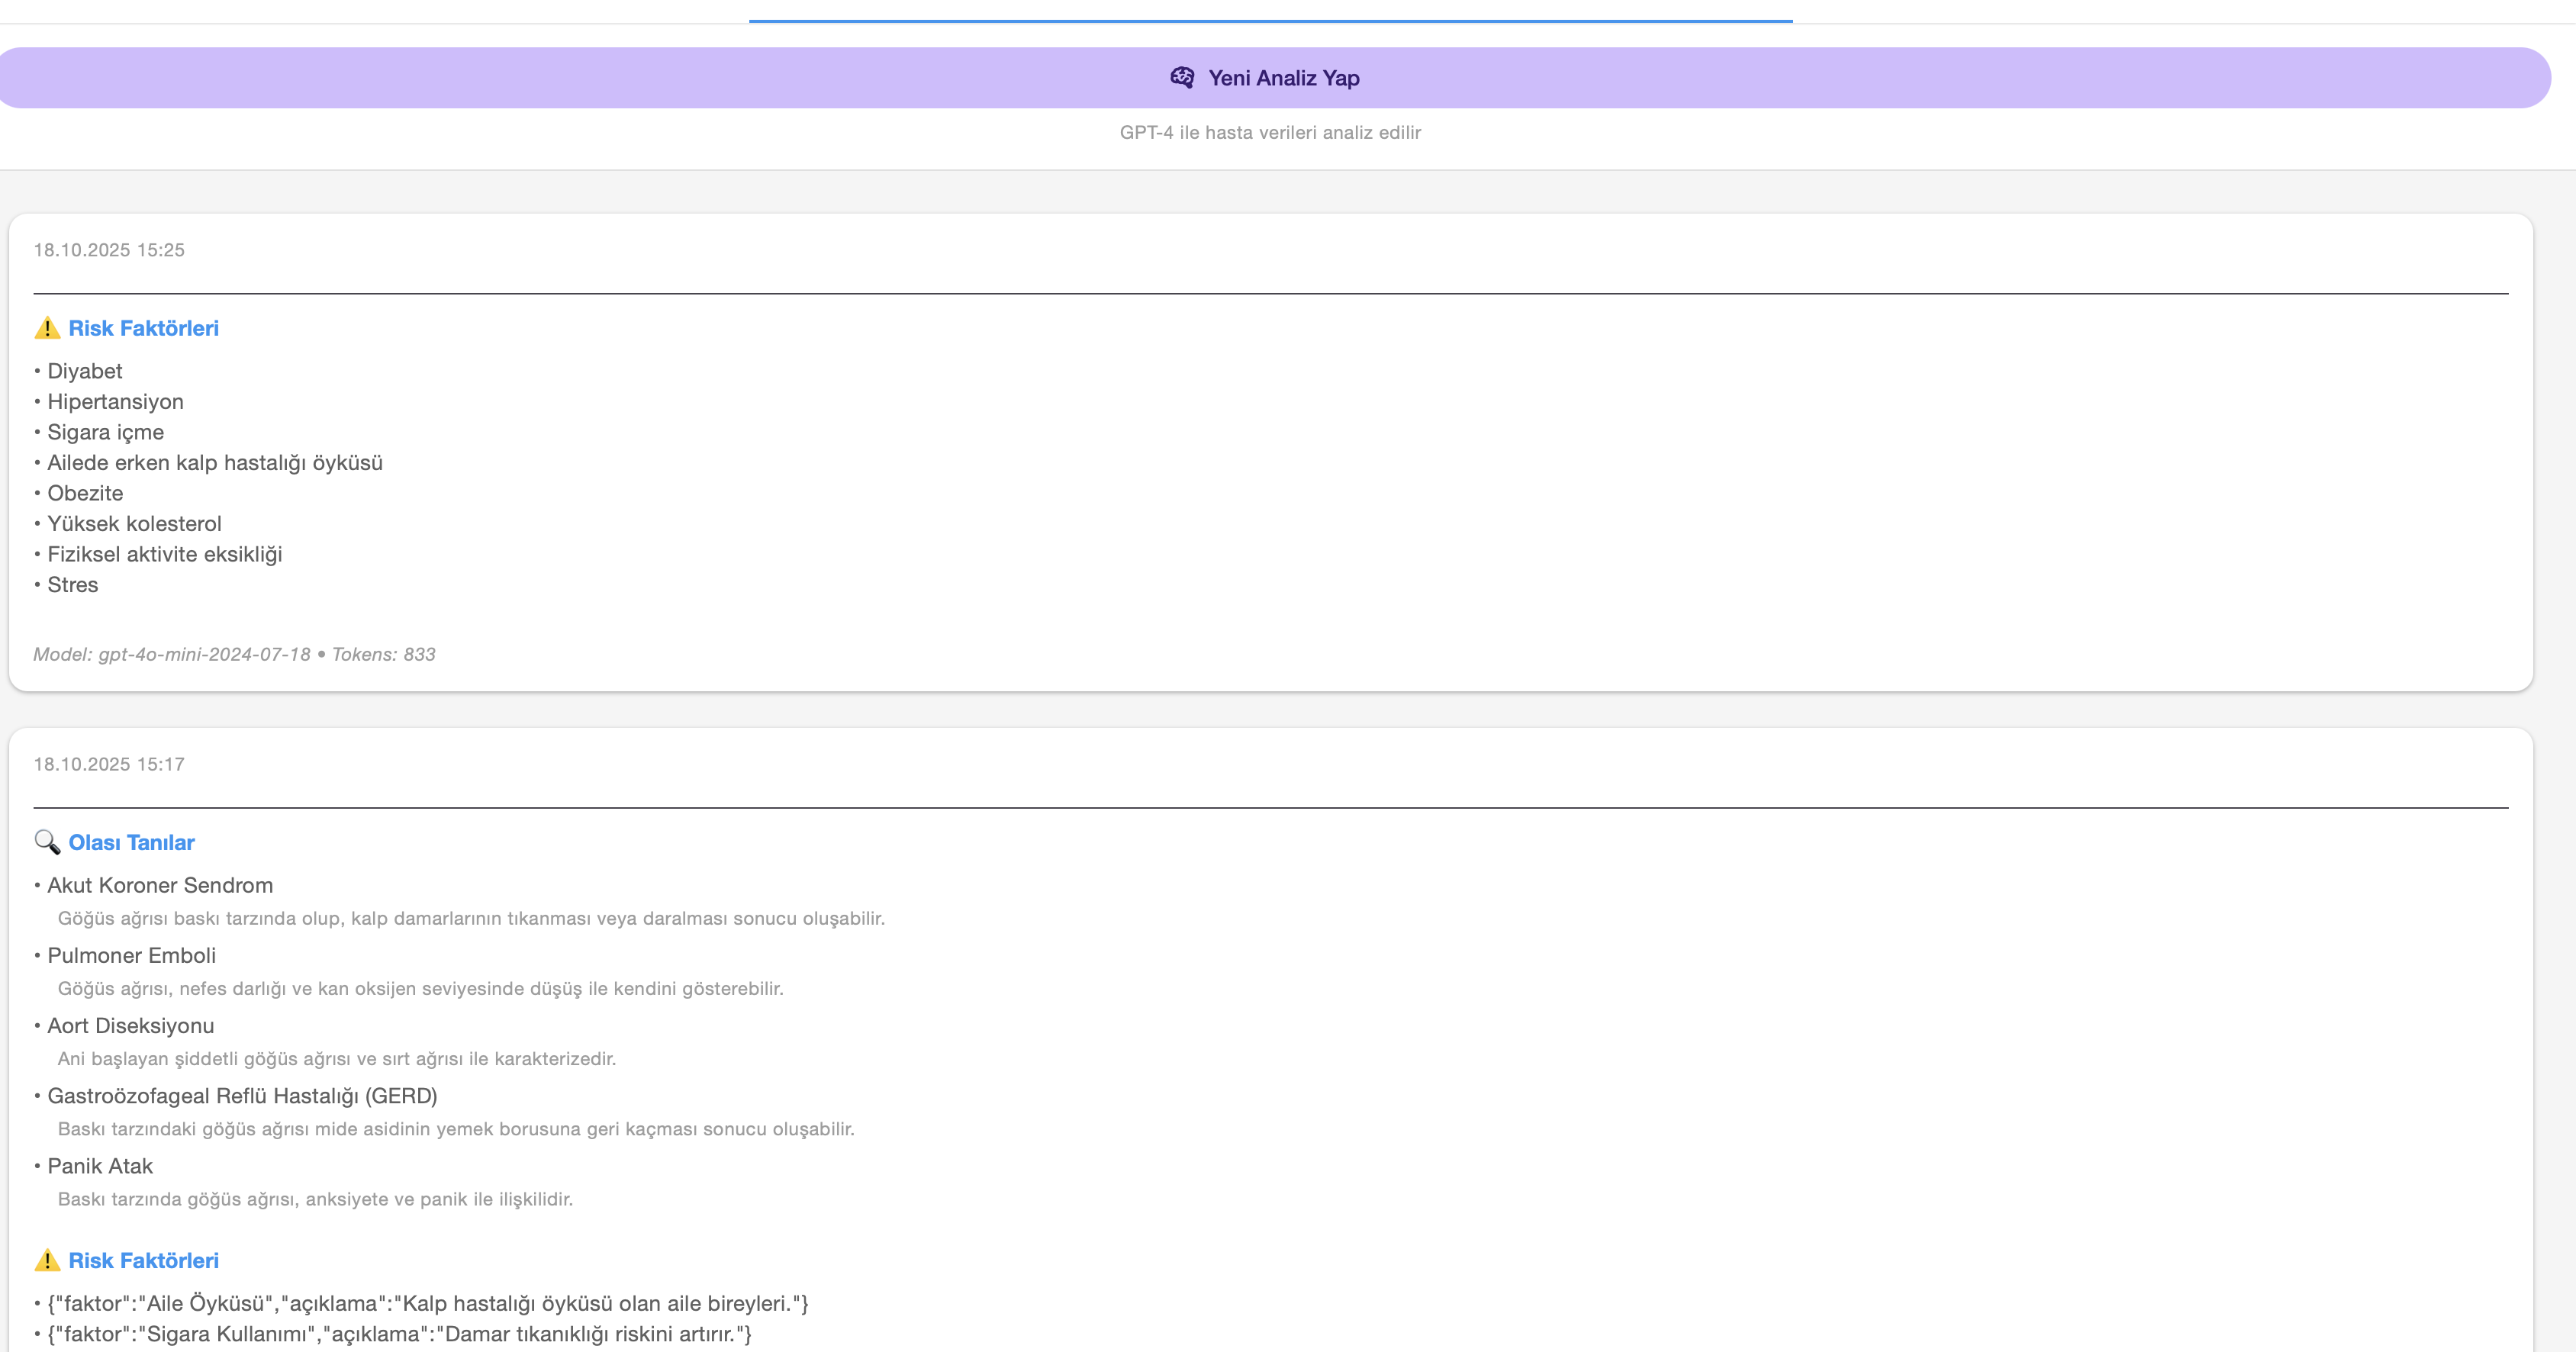 Yeni Analiz Yap
GPT-4 ile hasta verileri analiz edilir
18.10.2025 15:25
⚠️ Risk Faktörleri
• Diyabet
• Hipertansiyon
• Sigara içme
• Ailede erken kalp hastalığı öyküsü
• Obezite
• Yüksek kolesterol
• Fiziksel aktivite eksikliği
• Stres
Model: gpt-4o-mini-2024-07-18 • Tokens: 833
18.10.2025 15:17
🔍 Olası Tanılar
• Akut Koroner Sendrom
Göğüs ağrısı baskı tarzında olup, kalp damarlarının tıkanması veya daralması sonucu oluşabilir.
• Pulmoner Emboli
Göğüs ağrısı, nefes darlığı ve kan oksijen seviyesinde düşüş ile kendini gösterebilir.
• Aort Diseksiyonu
Ani başlayan şiddetli göğüs ağrısı ve sırt ağrısı ile karakterizedir.
• Gastroözofageal Reflü Hastalığı (GERD)
Baskı tarzındaki göğüs ağrısı mide asidinin yemek borusuna geri kaçması sonucu oluşabilir.
• Panik Atak
Baskı tarzında göğüs ağrısı, anksiyete ve panik ile ilişkilidir.
⚠️ Risk Faktörleri
• {"faktor":"Aile Öyküsü","açıklama":"Kalp hastalığı öyküsü olan aile bireyleri."}
• {"faktor":"Sigara Kullanımı","açıklama":"Damar tıkanıklığı riskini artırır."}